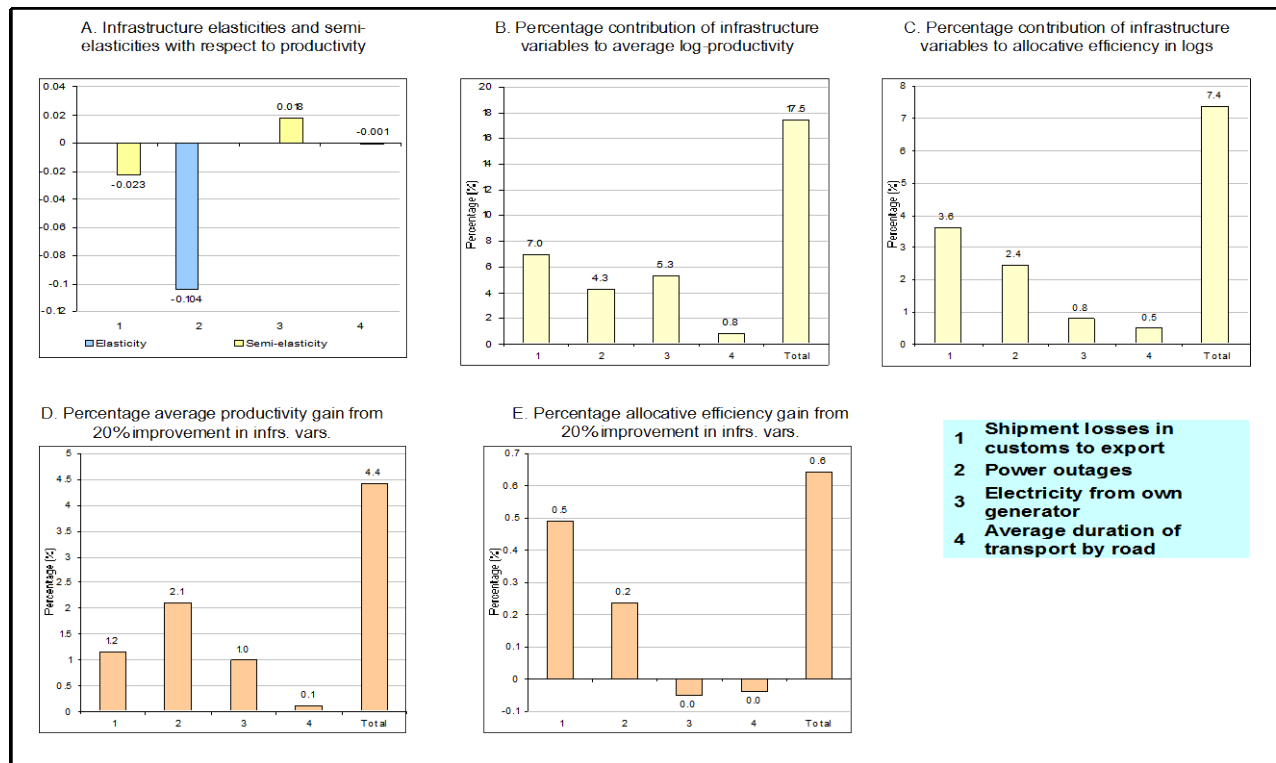 A. Infrastructure elasticities and semi-
elasticities with respect to productivity
0.04
0.02
0
-0.02
-0.04
-0.06
-0.08
-0.1
-0.12
-0.023
-0.104
0.018
-0.001
1 2 3 4
Elasticity Semi-elasticity
B. Percentage contribution of infrastructure
variables to average log-productivity
Percentage (%)
20
18
16
14
12
10
8
6
4
2
0
7.0
4.3
5.3
0.8
17.5
1 2 3 4 Total
C. Percentage contribution of infrastructure
variables to allocative efficiency in logs
Percentage (%)
8
7
6
5
4
3
2
1
0
3.6
2.4
0.8
0.5
7.4
1 2 3 4 Total
D. Percentage average productivity gain from
20% improvement in infrs. vars.
Percentage (%)
5
4.5
4
3.5
3
2.5
2
1.5
1
0.5
0
1.2
2.1
1.0
0.1
4.4
1 2 3 4 Total
E. Percentage allocative efficiency gain from
20% improvement in infrs. vars.
Percentage (%)
0.7
0.6
0.5
0.4
0.3
0.2
0.1
0
-0.1
0.5
0.2
0.0
0.0
0.6
1 2 3 4 Total
1 Shipment losses in
customs to export
2 Power outages
3 Electricity from own
generator
4 Average duration of
transport by road